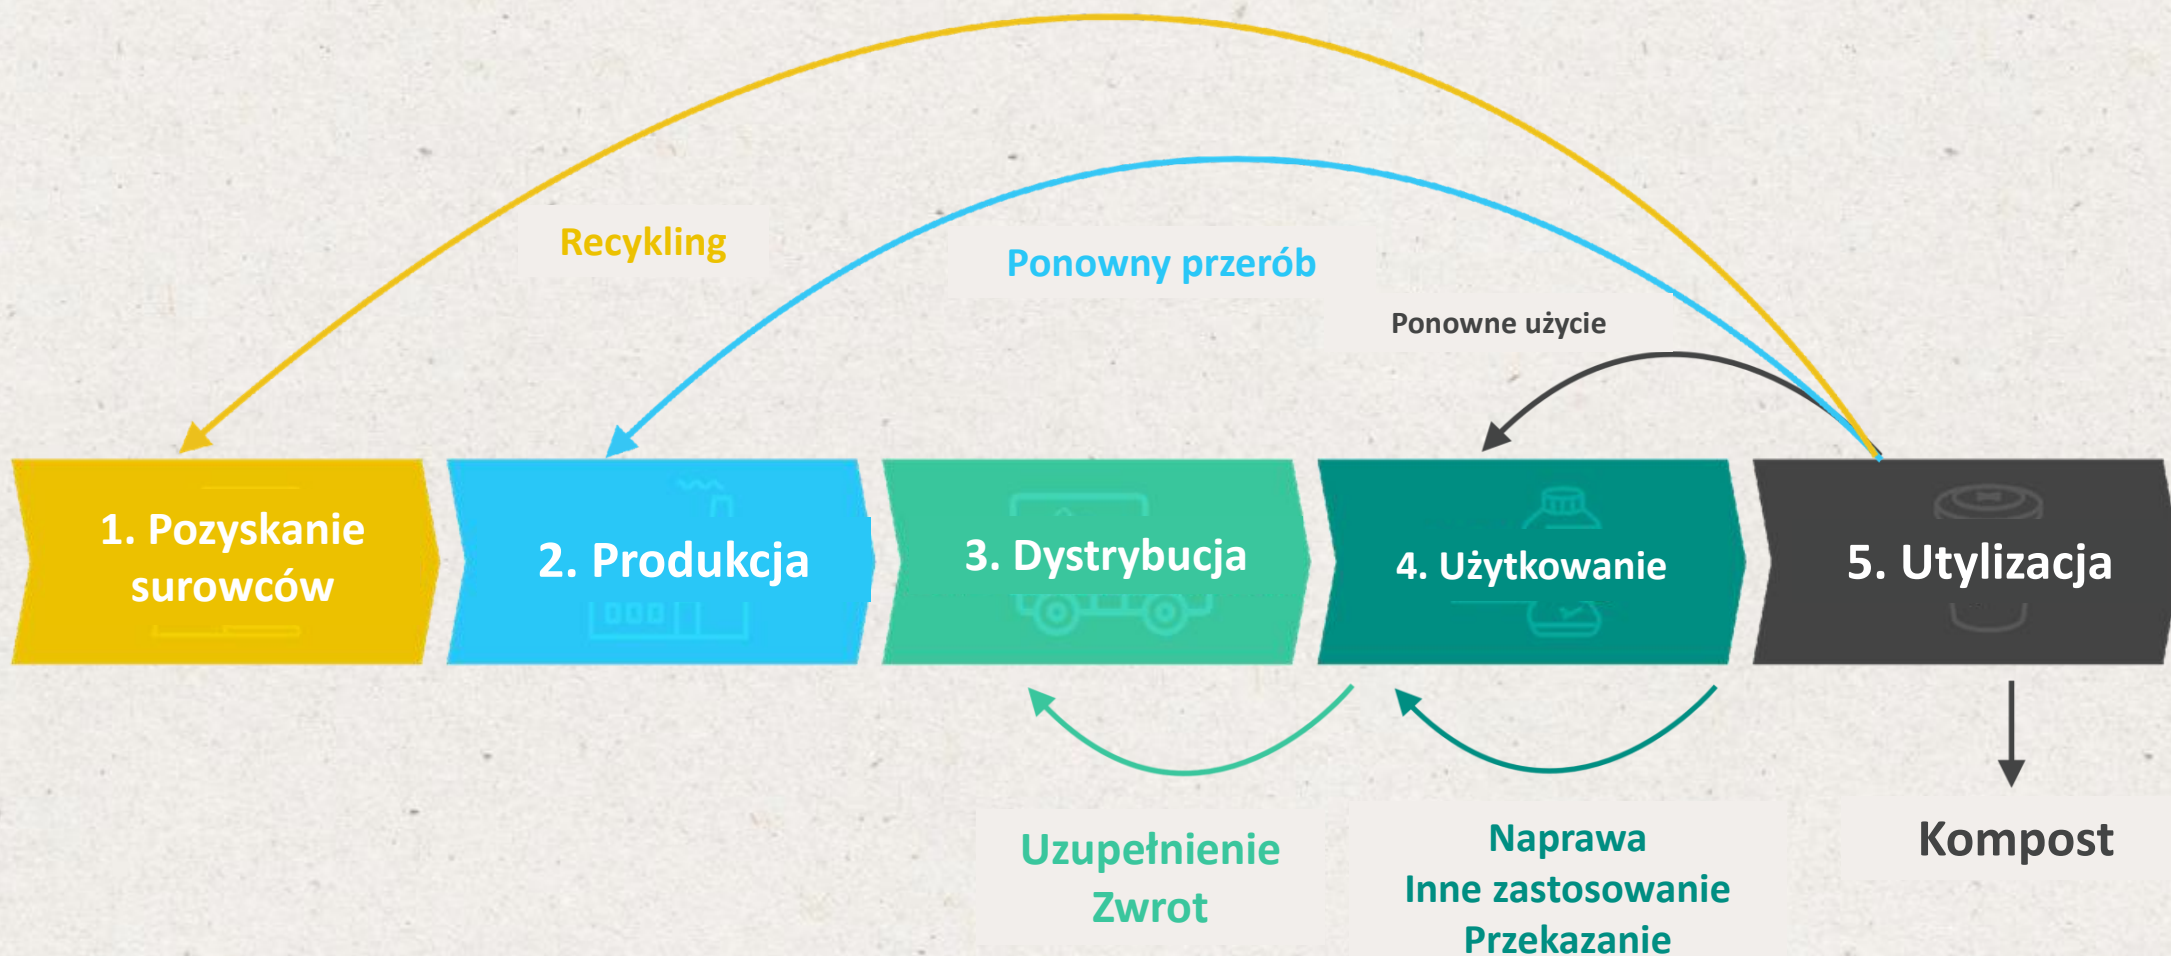 Recykling
Ponowny przerób
Ponowne użycie
1. Pozyskanie
surowców
2. Produkcja
3. Dystrybucja
4. Użytkowanie
5. Utylizacja
Uzupełnienie
Zwrot
Naprawa
Inne zastosowanie
Przekazanie
Kompost